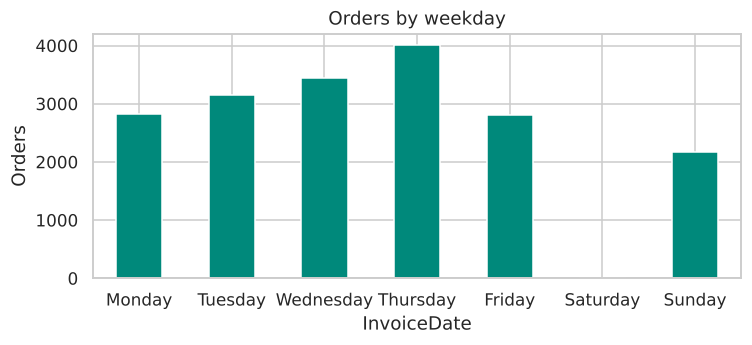 Orders by weekday
Orders
4000
3000
2000
1000
0
Monday Tuesday Wednesday Thursday Friday Saturday Sunday
InvoiceDate